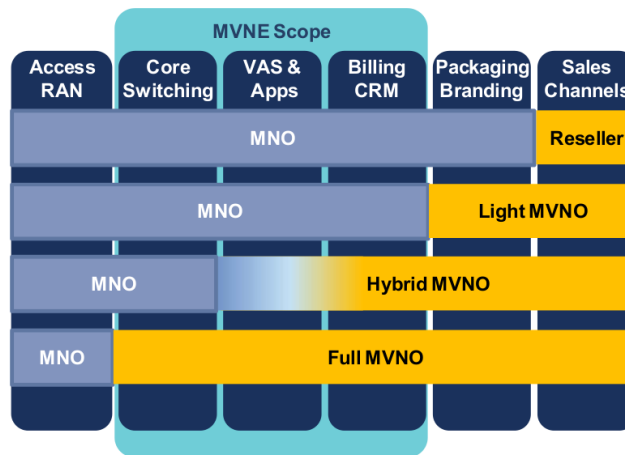 MVNE Scope
Access
RAN
Core
Switching
VAS &
Apps
Billing
CRM
Packaging
Branding
Sales
Channels
MNO
Reseller
MNO
Light MVNO
MNO
Hybrid MVNO
MNO
Full MVNO